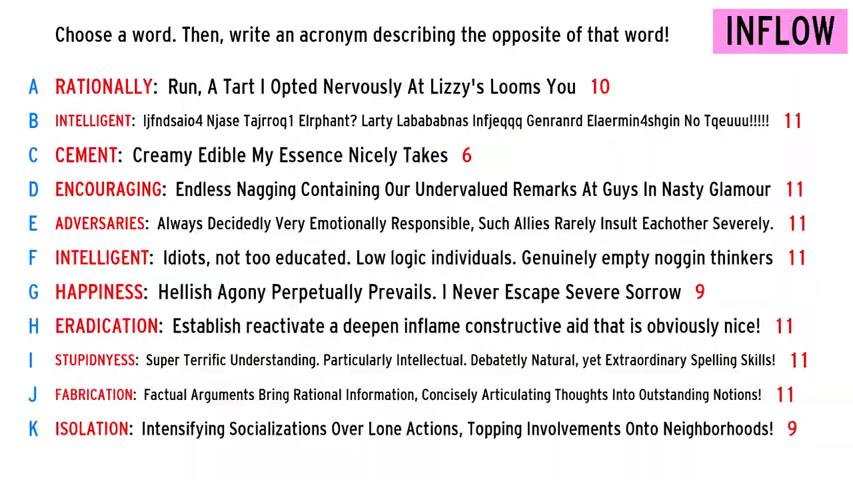 Choose a word. Then, write an acronym describing the opposite of that word!
INFLOW
A RATIONALLY: Run, A Tart I Opted Nervously At Lizzy's Looms You 10
B INTELLIGENT: Ijfndsaio4 Njase Tajrroq1 Elrphant? Larty Labababnas Infjeqqq Genranrd Elaermin4shgin No Tqeuuu!!!!! 11
C CEMENT: Creamy Edible My Essence Nicely Takes 6
D ENCOURAGING: Endless Nagging Containing Our Undervalued Remarks At Guys In Nasty Glamour 11
E ADVERSARIES: Always Decidedly Very Emotionally Responsible, Such Allies Rarely Insult Eachother Severely. 11
F INTELLIGENT: Idiots, not too educated. Low logic individuals. Genuinely empty noggin thinkers 11
G HAPPINESS: Hellish Agony Perpetually Prevails. I Never Escape Severe Sorrow 9
H ERADICATION: Establish reactivate a deepen inflame constructive aid that is obviously nice! 11
I STUPIDNYESS: Super Terrific Understanding. Particularly Intellectual. Debatetly Natural, yet Extraordinary Spelling Skills! 11
J FABRICATION: Factual Arguments Bring Rational Information, Concisely Articulating Thoughts Into Outstanding Notions! 11
K ISOLATION: Intensifying Socializations Over Lone Actions, Topping Involvements Onto Neighborhoods! 9